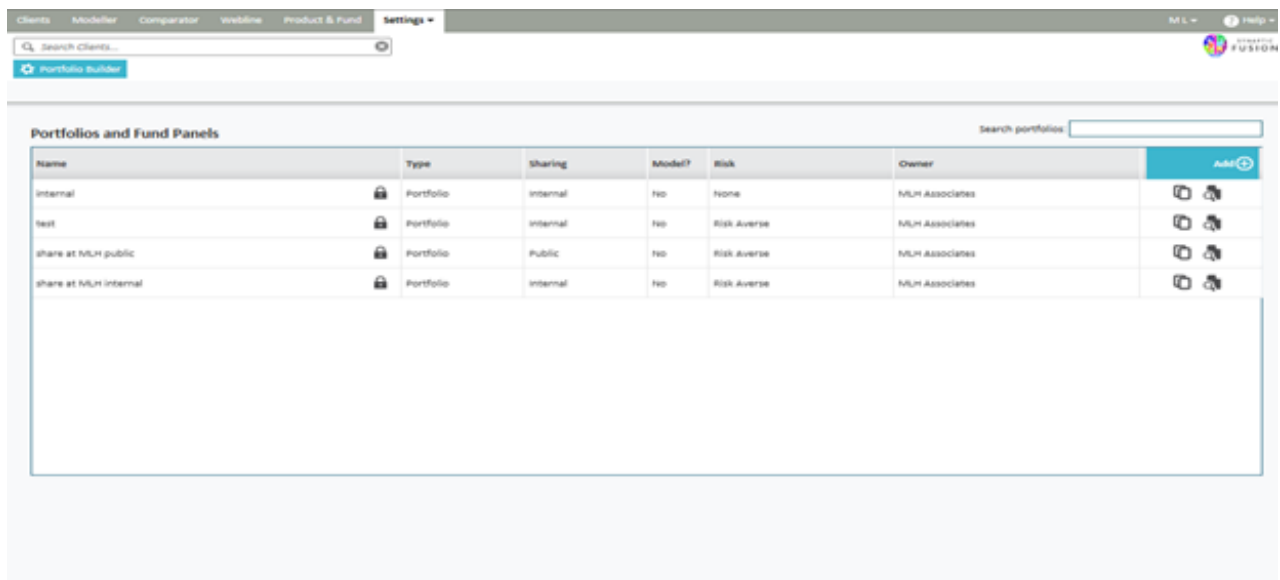 Clients Modeller Comparator Webline Product & Fund Settings M L Help
Search Clients...
SYNAPTIC
FUSION
Portfolio Builder
Portfolios and Fund Panels Search portfolios:
Name Type Sharing Model? Risk Owner Add
internal Portfolio Internal No None MLH Associates
test Portfolio Internal No Risk Averse MLH Associates
share at MLH public Portfolio Public No Risk Averse MLH Associates
share at MLH internal Portfolio Internal No Risk Averse MLH Associates